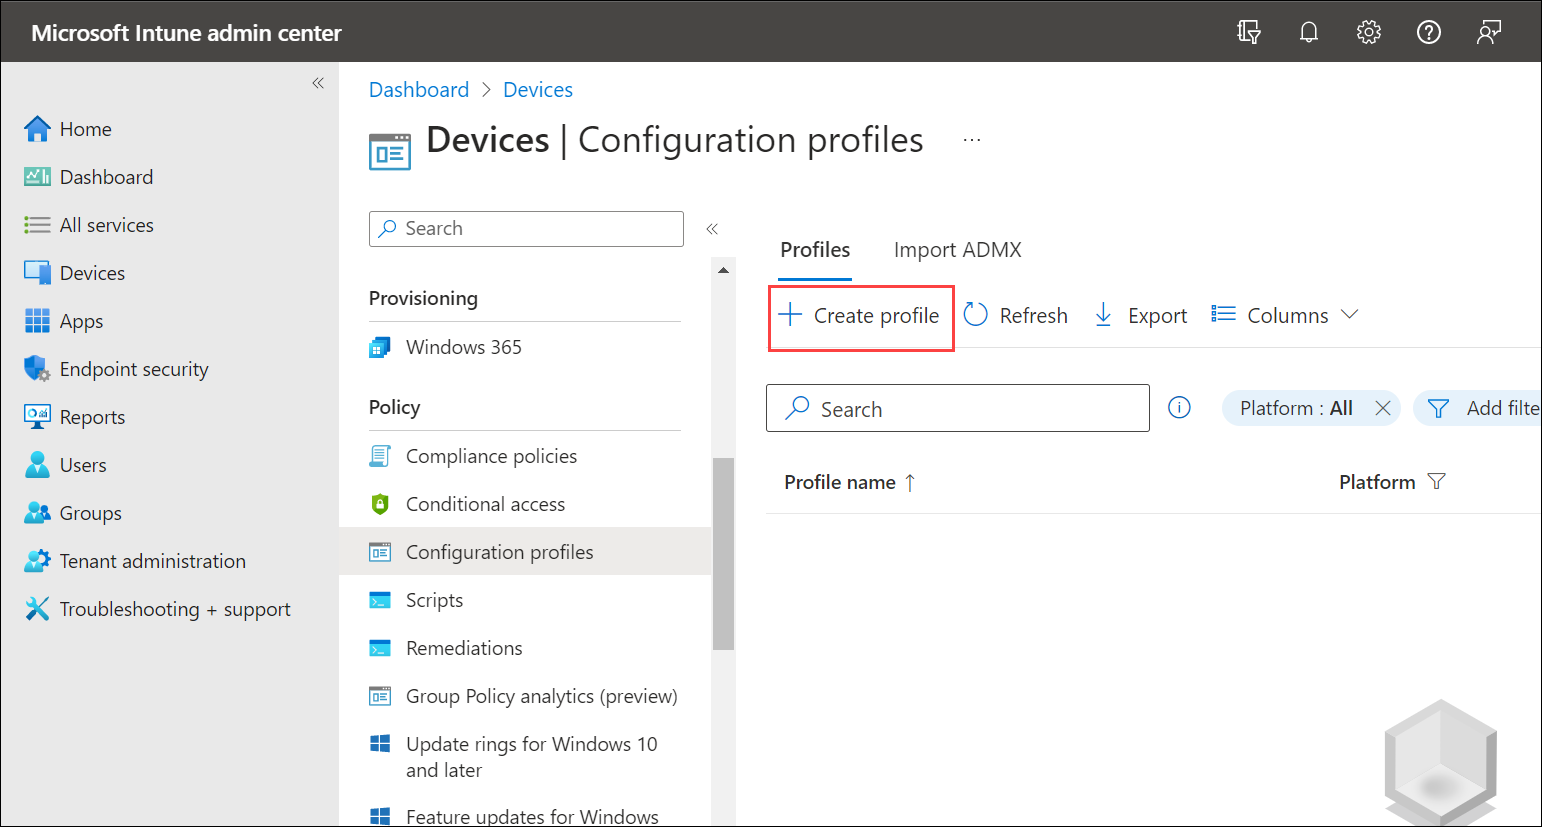 Microsoft Intune admin center
Home
Dashboard
All services
Devices
Apps
Endpoint security
Reports
Users
Groups
Tenant administration
Troubleshooting + support
Dashboard > Devices
Devices | Configuration profiles ...
Search
Provisioning
Windows 365
Policy
Compliance policies
Conditional access
Configuration profiles
Scripts
Remediations
Group Policy analytics (preview)
Update rings for Windows 10
and later
Feature updates for Windows
Profiles Import ADMX
Create profile Refresh Export Columns
Search Platform : All Add filte
Profile name ↑ Platform